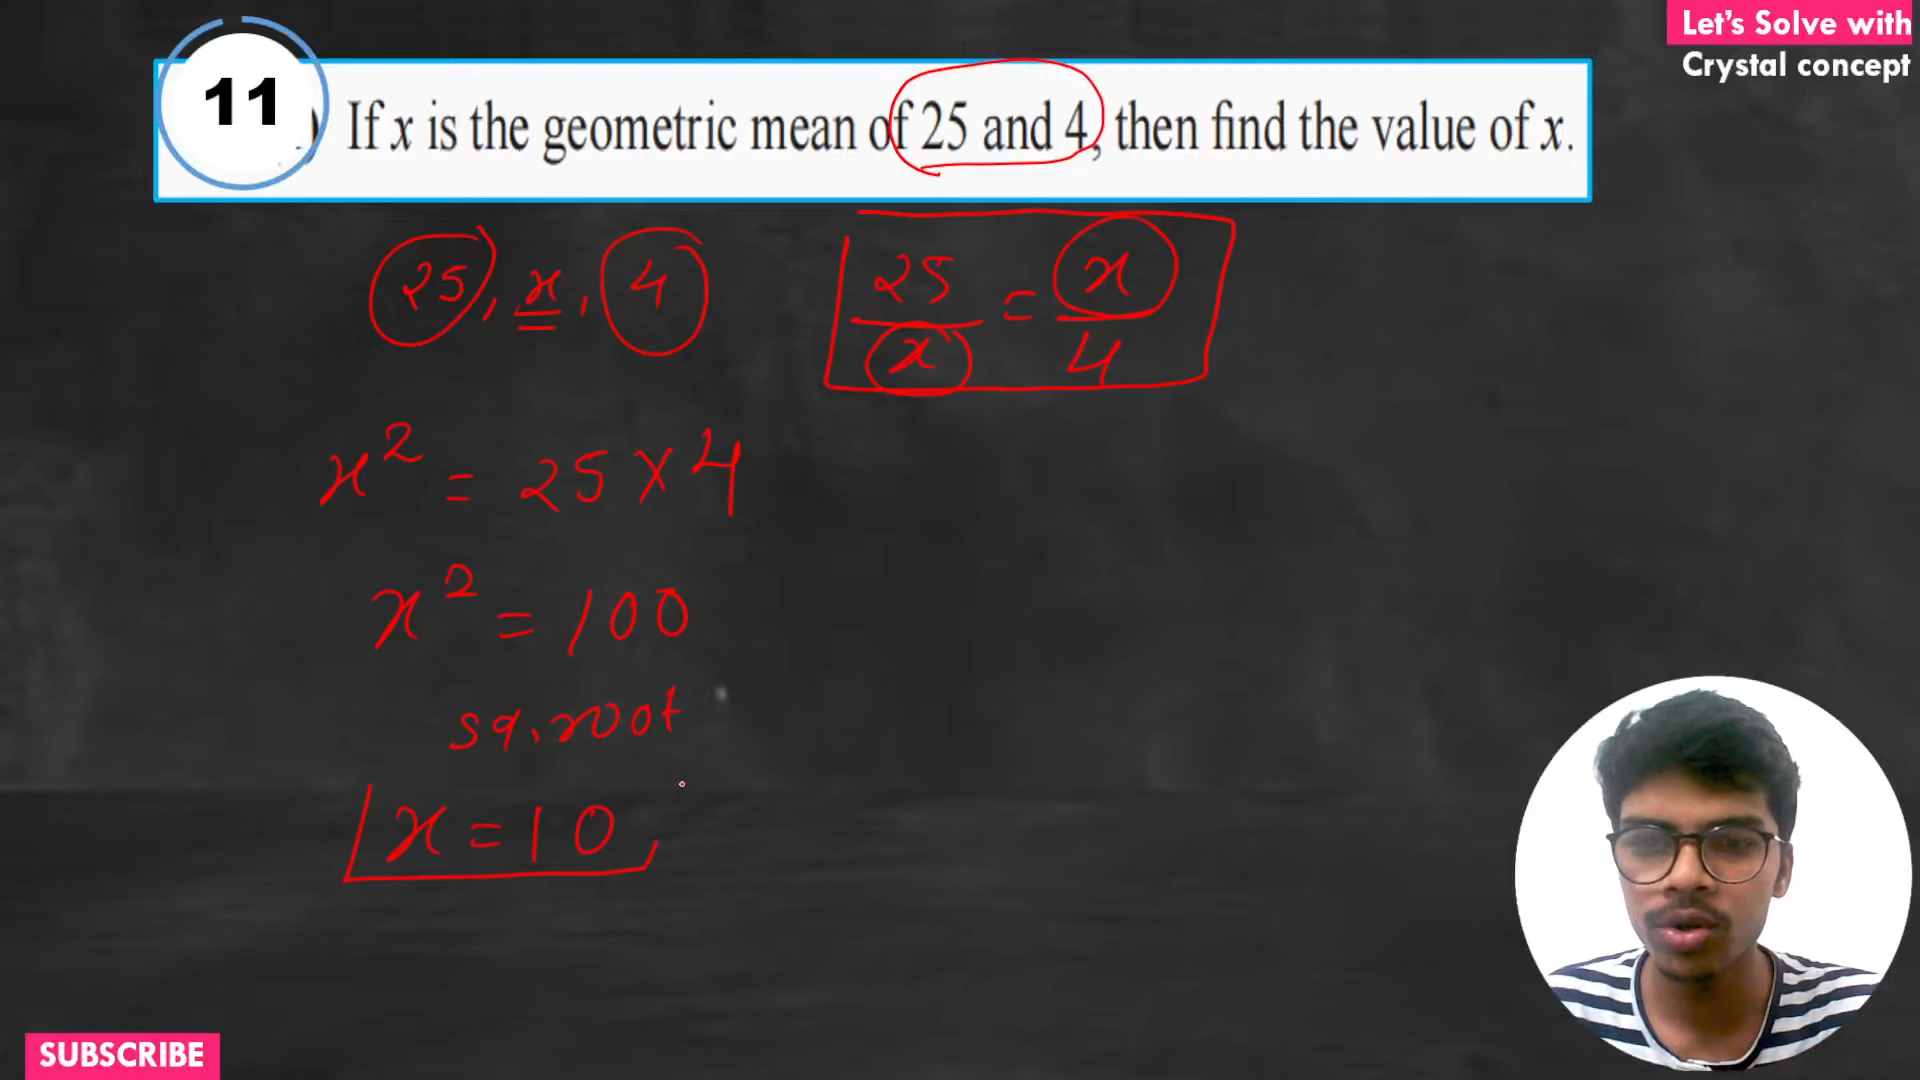 Let's Solve with
Crystal concept
11
) If x is the geometric mean of 25 and 4, then find the value of x.
25, x, 4
25/x = x/4
x² = 25 × 4
x² = 100
sq. root
x = 10
SUBSCRIBE